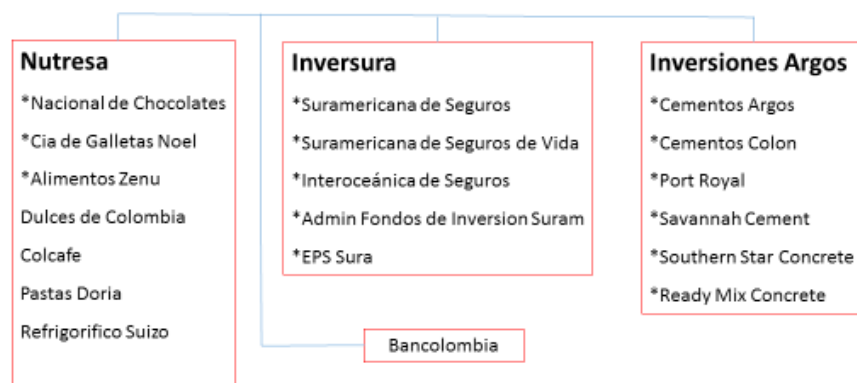 Nutresa
*Nacional de Chocolates
*Cia de Galletas Noel
*Alimentos Zenu
Dulces de Colombia
Colcafe
Pastas Doria
Refrigorifico Suizo
Inversura
*Suramericana de Seguros
*Suramericana de Seguros de Vida
*Interoceánica de Seguros
*Admin Fondos de Inversion Suram
*EPS Sura
Bancolombia
Inversiones Argos
*Cementos Argos
*Cementos Colon
*Port Royal
*Savannah Cement
*Southern Star Concrete
*Ready Mix Concrete